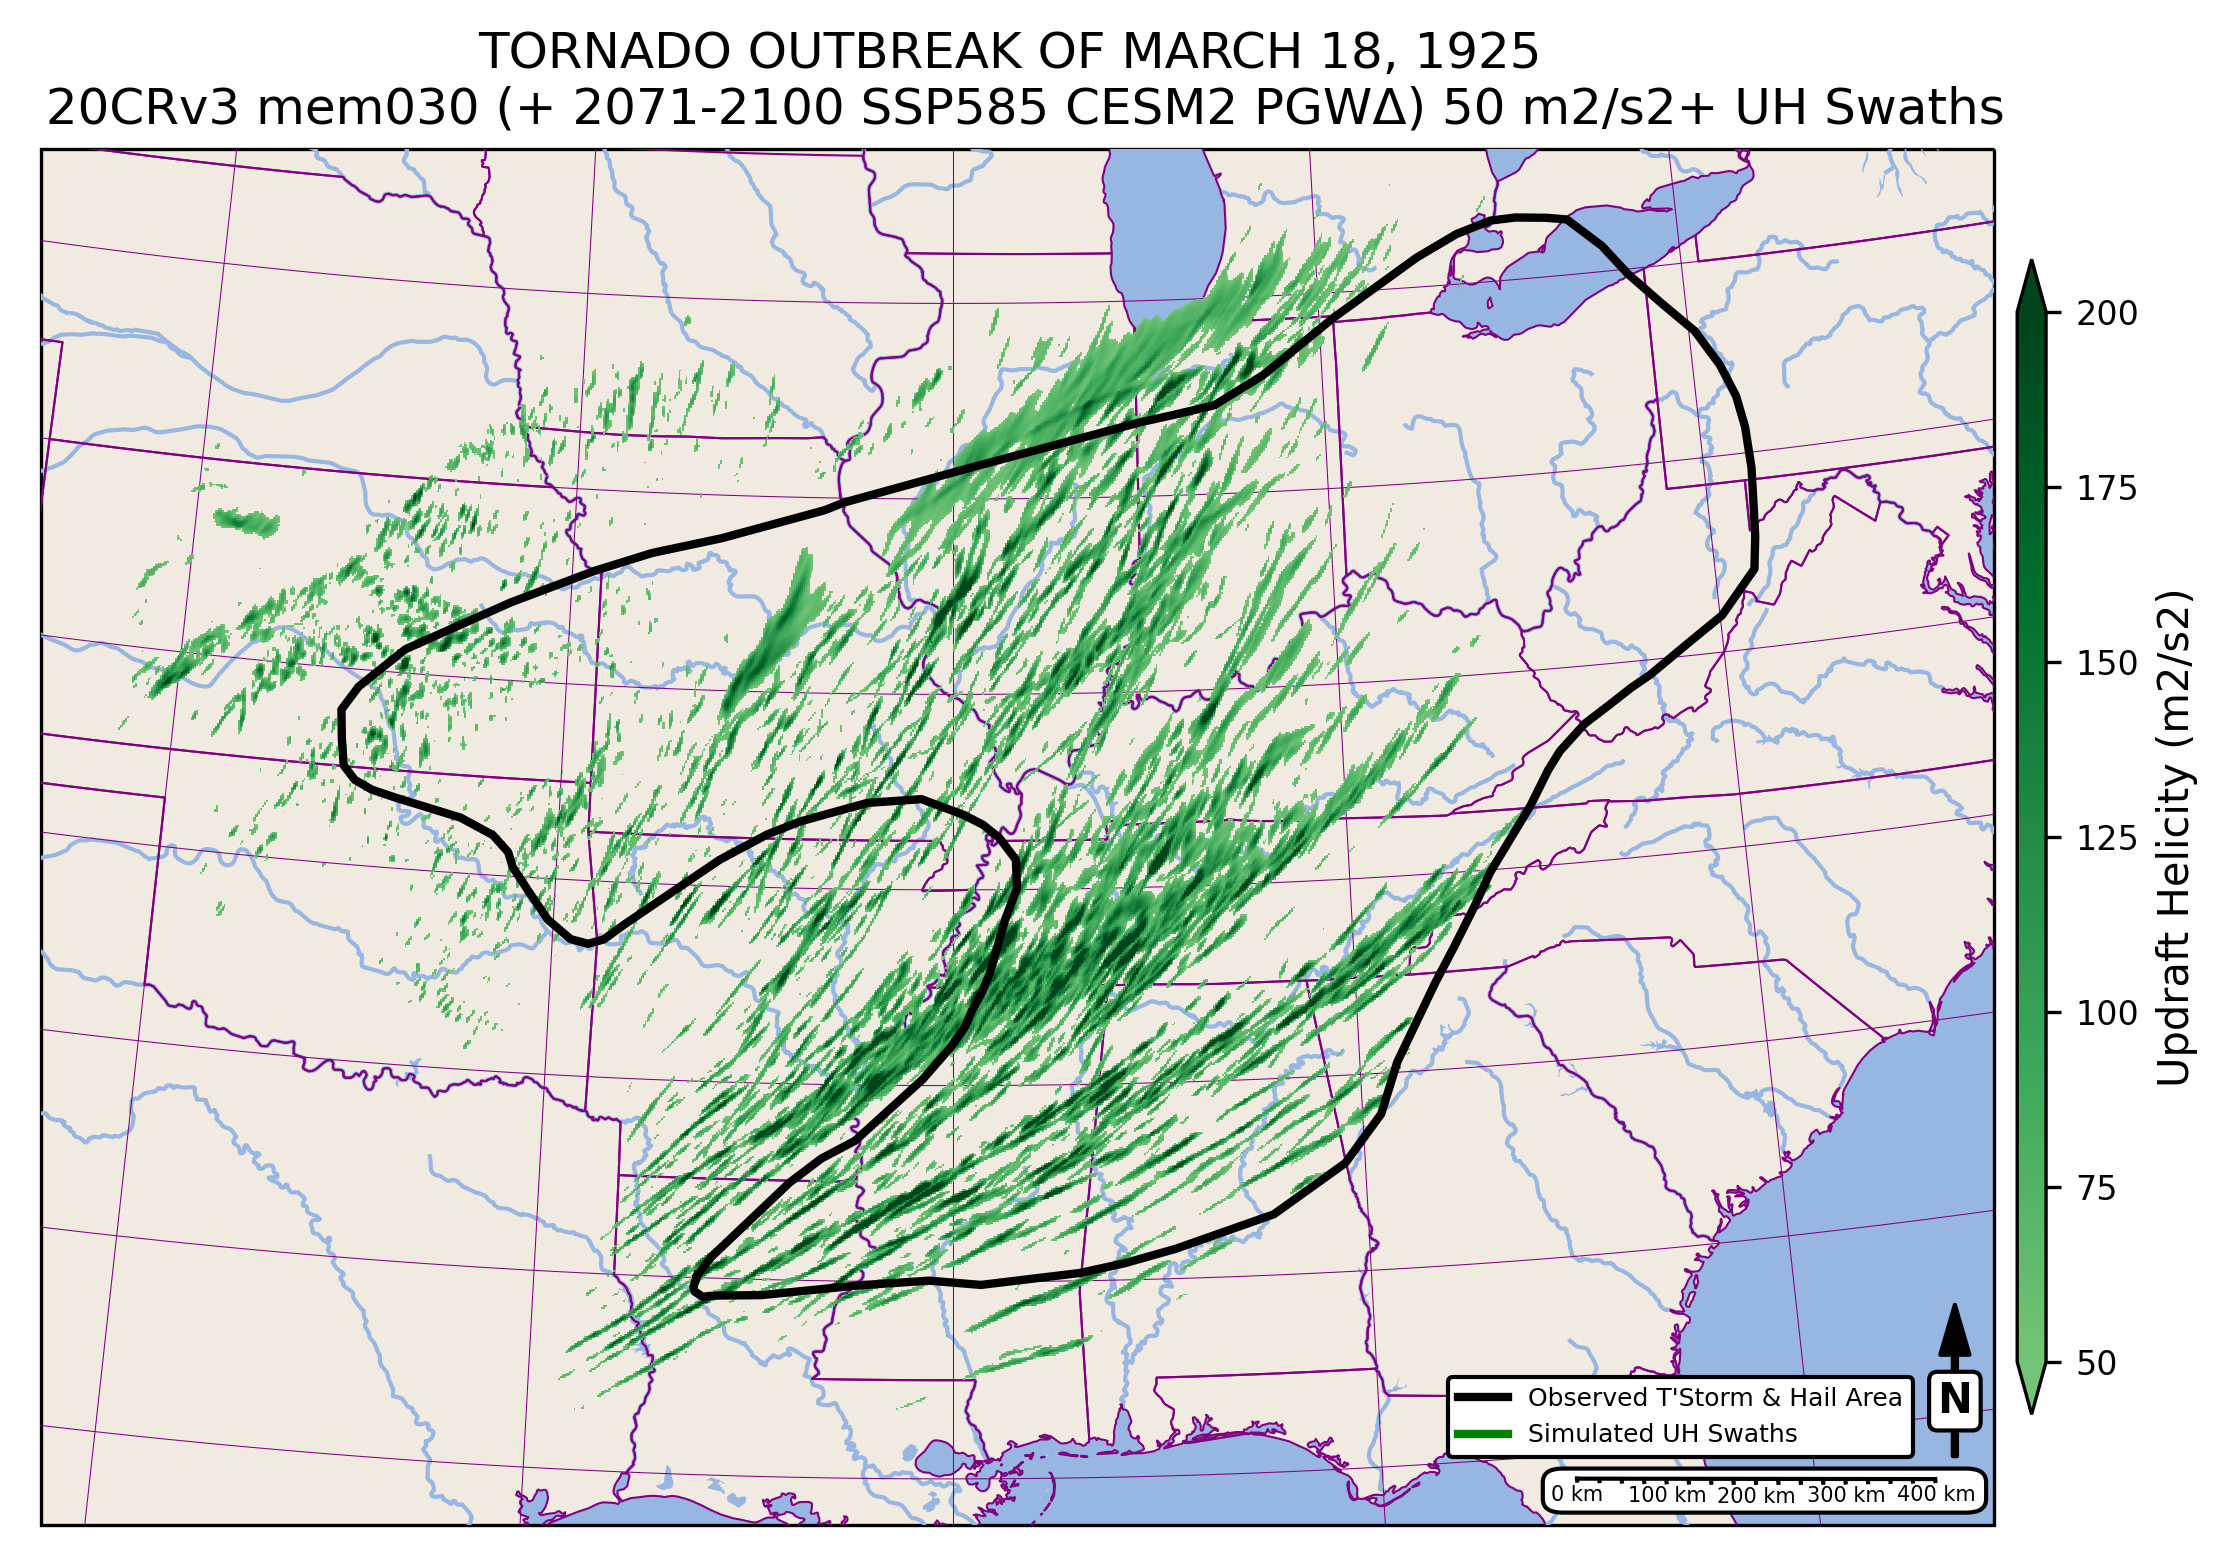 TORNADO OUTBREAK OF MARCH 18, 1925
20CRv3 mem030 (+ 2071-2100 SSP585 CESM2 PGWΔ) 50 m2/s2+ UH Swaths
200
175
150
125
100
75
50
Updraft Helicity (m2/s2)
Observed T'Storm & Hail Area
Simulated UH Swaths
N
0 km 100 km 200 km 300 km 400 km